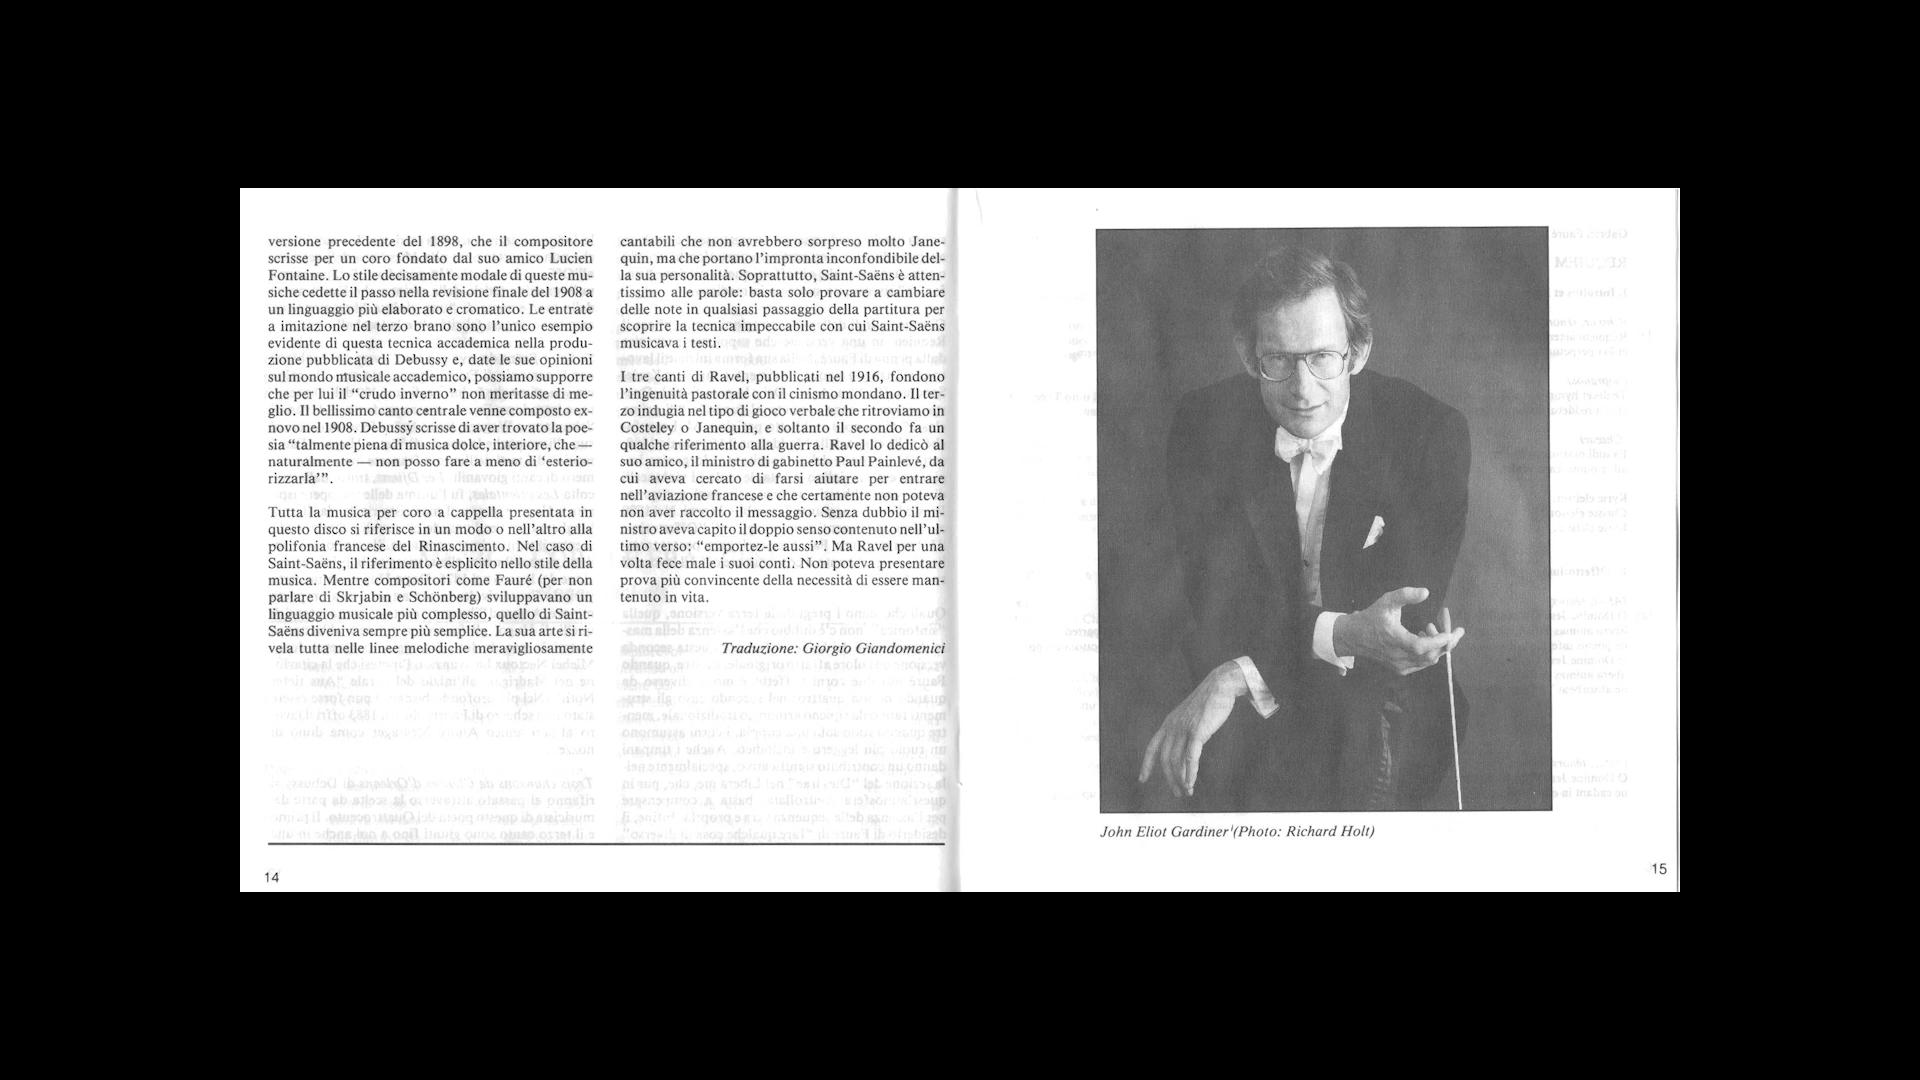 versione precedente del 1898, che il compositore
scrisse per un coro fondato dal suo amico Lucien
Fontaine. Lo stile decisamente modale di queste mu-
siche cedette il passo nella revisione finale del 1908 a
un linguaggio più elaborato e cromatico. Le entrate
a imitazione nel terzo brano sono l'unico esempio
evidente di questa tecnica accademica nella produ-
zione pubblicata di Debussy e, date le sue opinioni
sul mondo musicale accademico, possiamo supporre
che per lui il “crudo inverno” non meritasse di me-
glio. Il bellissimo canto centrale venne composto ex-
novo nel 1908. Debussy scrisse di aver trovato la poe-
sia “talmente piena di musica dolce, interiore, che —
naturalmente — non posso fare a meno di ‘esterio-
rizzarla’”.
Tutta la musica per coro a cappella presentata in
questo disco si riferisce in un modo o nell'altro alla
polifonia francese del Rinascimento. Nel caso di
Saint-Saëns, il riferimento è esplicito nello stile della
musica. Mentre compositori come Fauré (per non
parlare di Skrjabin e Schönberg) sviluppavano un
linguaggio musicale più complesso, quello di Saint-
Saëns diveniva sempre più semplice. La sua arte si ri-
vela tutta nelle linee melodiche meravigliosamente
cantabili che non avrebbero sorpreso molto Jane-
quin, ma che portano l'impronta inconfondibile del-
la sua personalità. Soprattutto, Saint-Saëns è atten-
tissimo alle parole: basta solo provare a cambiare
delle note in qualsiasi passaggio della partitura per
scoprire la tecnica impeccabile con cui Saint-Saëns
musicava i testi.
I tre canti di Ravel, pubblicati nel 1916, fondono
l'ingenuità pastorale con il cinismo mondano. Il ter-
zo indugia nel tipo di gioco verbale che ritroviamo in
Costeley o Janequin, e soltanto il secondo fa un
qualche riferimento alla guerra. Ravel lo dedicò al
suo amico, il ministro di gabinetto Paul Painlevé, da
cui aveva cercato di farsi aiutare per entrare
nell'aviazione francese e che certamente non poteva
non aver raccolto il messaggio. Senza dubbio il mi-
nistro aveva capito il doppio senso contenuto nell'ul-
timo verso: “emportez-le aussi”. Ma Ravel per una
volta fece male i suoi conti. Non poteva presentare
prova più convincente della necessità di essere man-
tenuto in vita.
Traduzione: Giorgio Giandomenici
14
John Eliot Gardiner (Photo: Richard Holt)
15